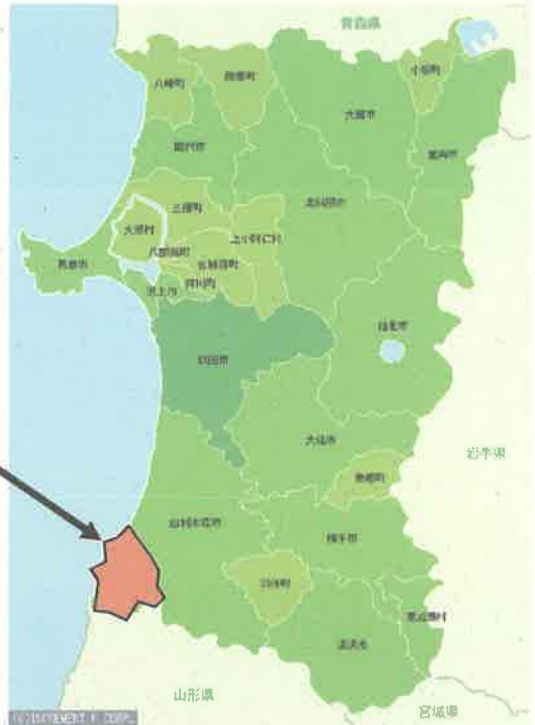 青森県
八峰町
藤里町
小坂町
大館市
鹿角市
能代市
北秋田市
三種町
大潟村
上小阿仁村
八郎潟町
五城目町
男鹿市
井川町
潟上市
仙北市
秋田市
大仙市
岩手県
美郷町
由利本荘市
横手市
羽後町
東成瀬村
湯沢市
山形県
宮城県